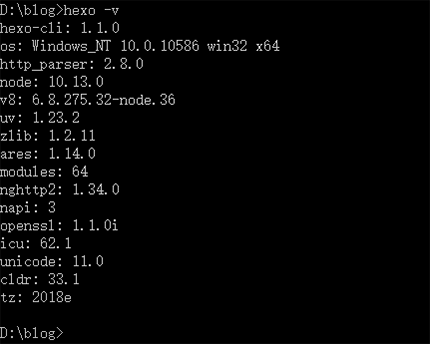 D:\blog>hexo -v
hexo-cli: 1.1.0
os: Windows_NT 10.0.10586 win32 x64
http_parser: 2.8.0
node: 10.13.0
v8: 6.8.275.32-node.36
uv: 1.23.2
zlib: 1.2.11
ares: 1.14.0
modules: 64
nghttp2: 1.34.0
napi: 3
openssl: 1.1.0i
icu: 62.1
unicode: 11.0
cldr: 33.1
tz: 2018e
D:\blog>